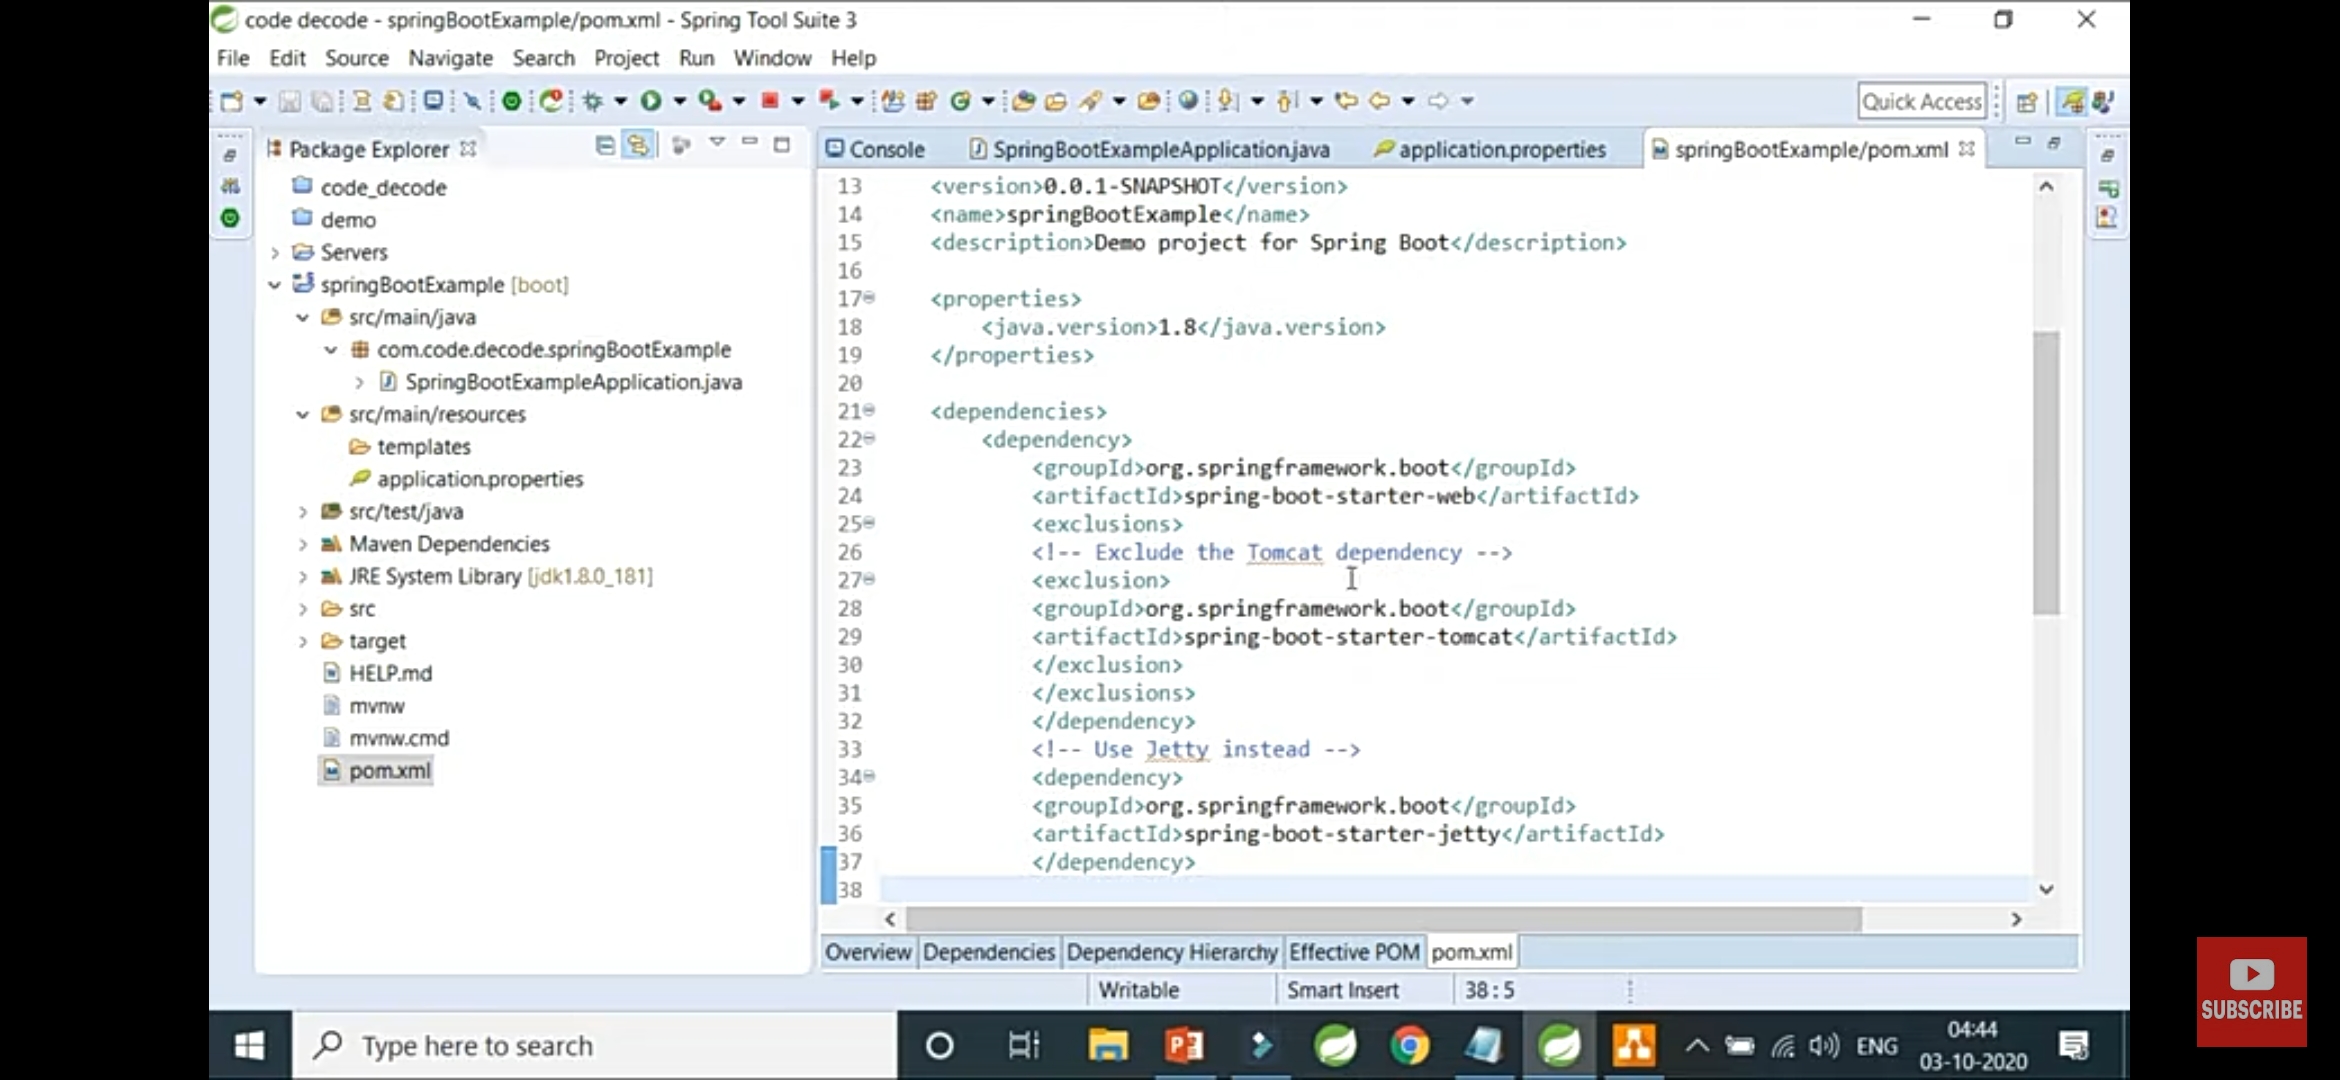 code decode - springBootExample/pom.xml - Spring Tool Suite 3
File Edit Source Navigate Search Project Run Window Help
Quick Access
Package Explorer
code_decode
demo
Servers
springBootExample [boot]
src/main/java
com.code.decode.springBootExample
SpringBootExampleApplication.java
src/main/resources
templates
application.properties
src/test/java
Maven Dependencies
JRE System Library [jdk1.8.0_181]
src
target
HELP.md
mvnw
mvnw.cmd
pom.xml
Console SpringBootExampleApplication.java application.properties springBootExample/pom.xml
13 <version>0.0.1-SNAPSHOT</version>
14 <name>springBootExample</name>
15 <description>Demo project for Spring Boot</description>
16
17 <properties>
18 <java.version>1.8</java.version>
19 </properties>
20
21 <dependencies>
22 <dependency>
23 <groupId>org.springframework.boot</groupId>
24 <artifactId>spring-boot-starter-web</artifactId>
25 <exclusions>
26 <!-- Exclude the Tomcat dependency -->
27 <exclusion>
28 <groupId>org.springframework.boot</groupId>
29 <artifactId>spring-boot-starter-tomcat</artifactId>
30 </exclusion>
31 </exclusions>
32 </dependency>
33 <!-- Use Jetty instead -->
34 <dependency>
35 <groupId>org.springframework.boot</groupId>
36 <artifactId>spring-boot-starter-jetty</artifactId>
37 </dependency>
38
Overview Dependencies Dependency Hierarchy Effective POM pom.xml
Writable Smart Insert 38 : 5
SUBSCRIBE
Type here to search
ENG
04:44
03-10-2020